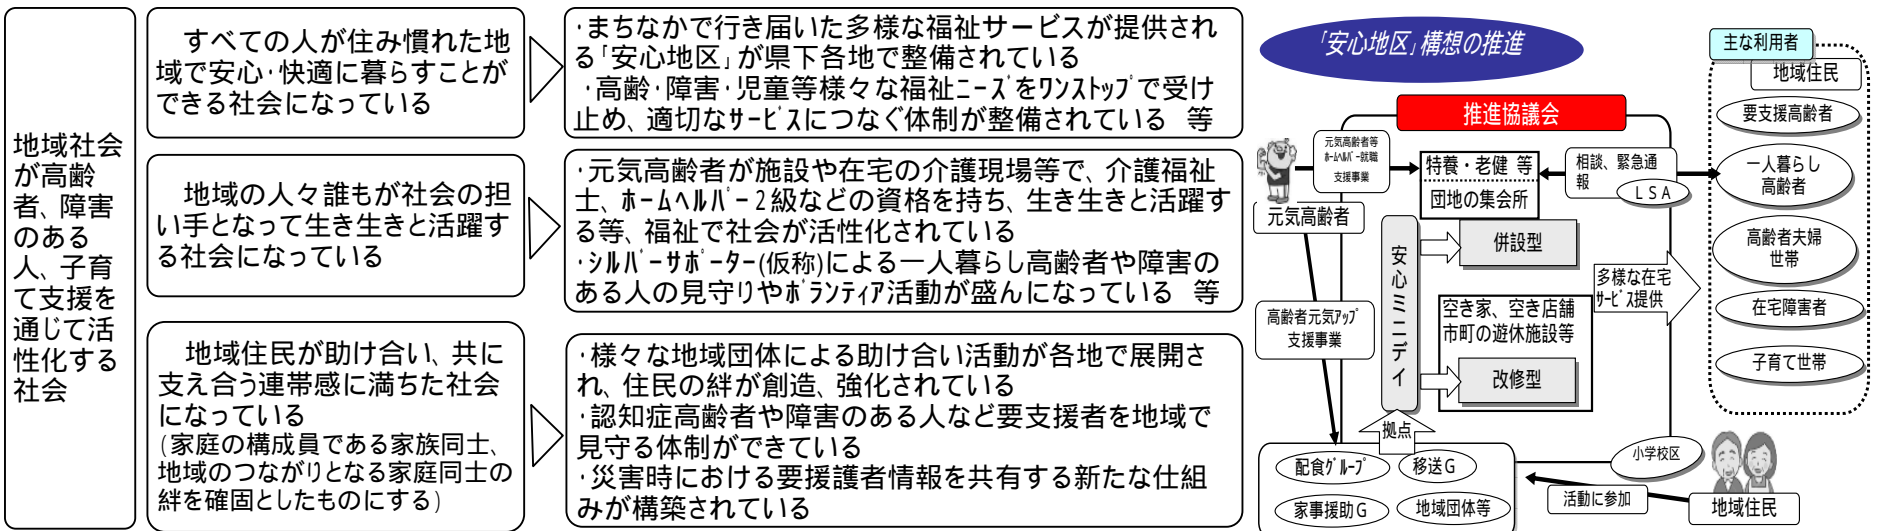 地域社会
が高齢
者、障害
のある
人、子育
て支援を
通じて活
性化する
社会
すべての人が住み慣れた地
域で安心・快適に暮らすことが
できる社会になっている
・まちなかで行き届いた多様な福祉サービスが提供され
る「安心地区」が県下各地で整備されている
・高齢・障害・児童等様々な福祉ニーズをワンストップで受け
止め、適切なサービスにつなぐ体制が整備されている 等
地域の人々誰もが社会の担
い手となって生き生きと活躍す
る社会になっている
・元気高齢者が施設や在宅の介護現場等で、介護福祉
士、ホームヘルパー2級などの資格を持ち、生き生きと活躍す
る等、福祉で社会が活性化されている
・シルバーサポーター(仮称)による一人暮らし高齢者や障害の
ある人の見守りやボランティア活動が盛んになっている 等
地域住民が助け合い、共に
支え合う連帯感に満ちた社会
になっている
(家庭の構成員である家族同士、
地域のつながりとなる家庭同士の
絆を確固としたものにする)
・様々な地域団体による助け合い活動が各地で展開さ
れ、住民の絆が創造、強化されている
・認知症高齢者や障害のある人など要支援者を地域で
見守る体制ができている
・災害時における要援護者情報を共有する新たな仕組
みが構築されている
「安心地区」構想の推進
主な利用者
地域住民
要支援高齢者
一人暮らし
高齢者
高齢者夫婦
世帯
在宅障害者
子育て世帯
推進協議会
元気高齢者等
ホームヘルパー就職
支援事業
元気高齢者
特養・老健 等
団地の集会所
相談、緊急通
報
LSA
安心ミニデイ
併設型
空き家、空き店舗
市町の遊休施設等
改修型
多様な在宅
サービス提供
高齢者元気アップ
支援事業
拠点
配食グループ
移送G
家事援助G
地域団体等
小学校区
活動に参加
地域住民